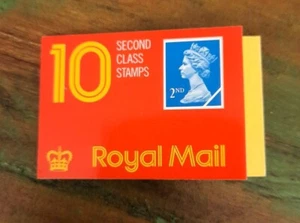 10
SECOND
CLASS
STAMPS
2ND
Royal Mail